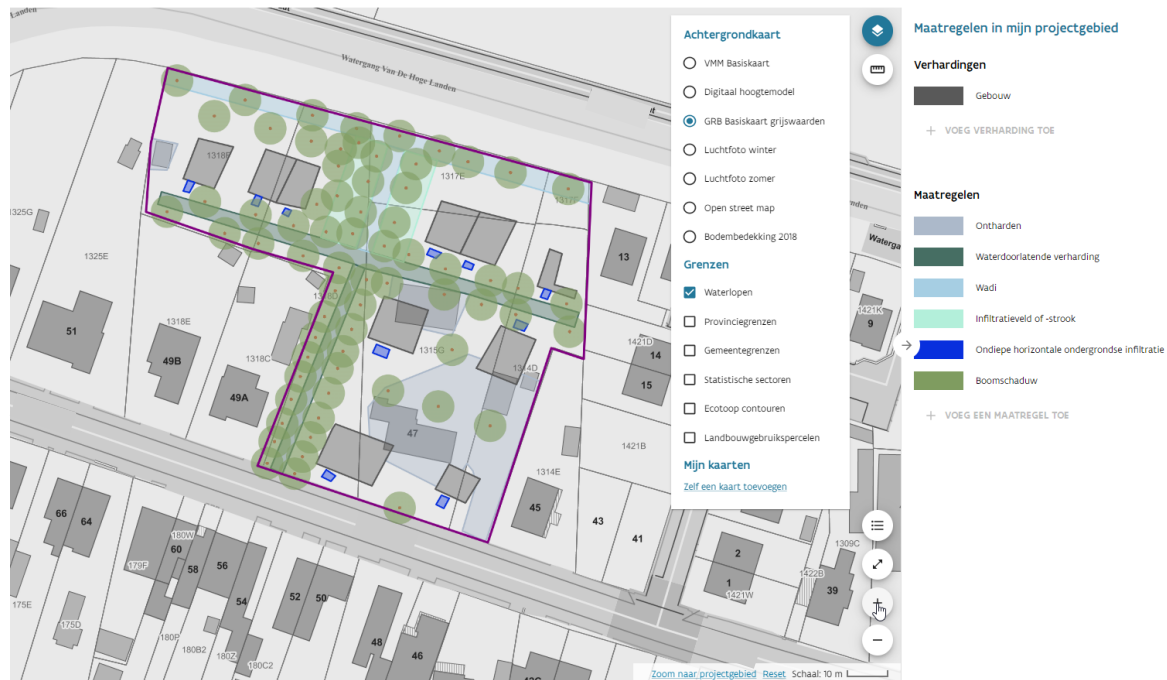 Landen
Watergang Van De Hoge Landen
1318F
1317E
1317F
1325G
1325E
1318E
1318D
1318C
1315G
1314D
51
49B
49A
47
13
1421K
9
1421D
14
15
1421B
1314E
45
43
41
66
64
180W
60
179F
58
56
54
52
50
48
46
175E
175D
180P
180B2
180Z
180C2
2
1
1421W
1422B
1309C
39
Achtergrondkaart
VMM Basiskaart
Digitaal hoogtemodel
GRB Basiskaart grijswaarden
Luchtfoto winter
Luchtfoto zomer
Open street map
Bodembedekking 2018
Grenzen
Waterlopen
Provinciegrenzen
Gemeentegrenzen
Statistische sectoren
Ecotoop contouren
Landbouwgebruikspercelen
Mijn kaarten
Zelf een kaart toevoegen
Zoom naar projectgebied Reset Schaal: 10 m
Maatregelen in mijn projectgebied
Verhardingen
Gebouw
+ VOEG VERHARDING TOE
Maatregelen
Ontharden
Waterdoorlatende verharding
Wadi
Infiltratieveld of -strook
Ondiepe horizontale ondergrondse infiltratie
Boomschaduw
+ VOEG EEN MAATREGEL TOE